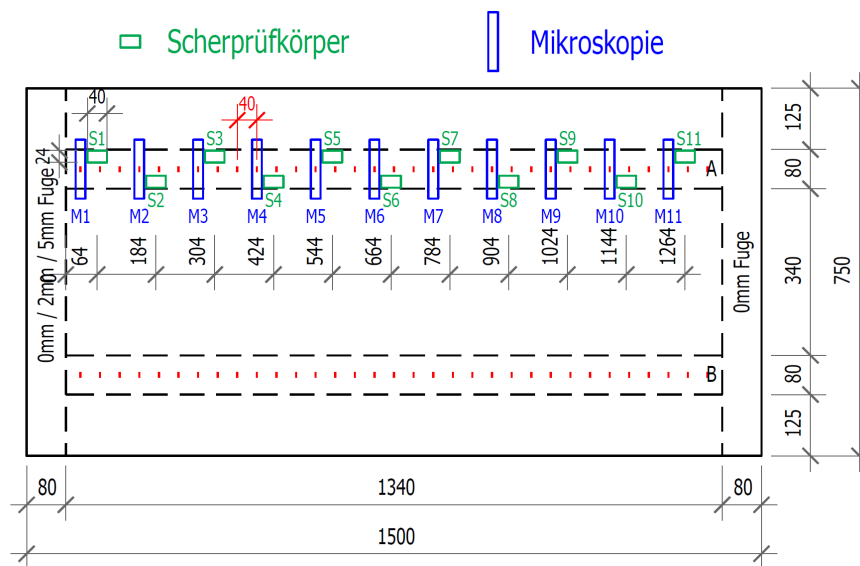 Scherprüfkörper
Mikroskopie
40
40
S1 S3 S5 S7 S9 S11
24
A
S2 S4 S6 S8 S10
M1 M2 M3 M4 M5 M6 M7 M8 M9 M10 M11
0 64 184 304 424 544 664 784 904 1024 1144 1264
0mm / 2mm / 5mm Fuge
0mm Fuge
B
125
80
340
80
125
750
80 1340 80
1500